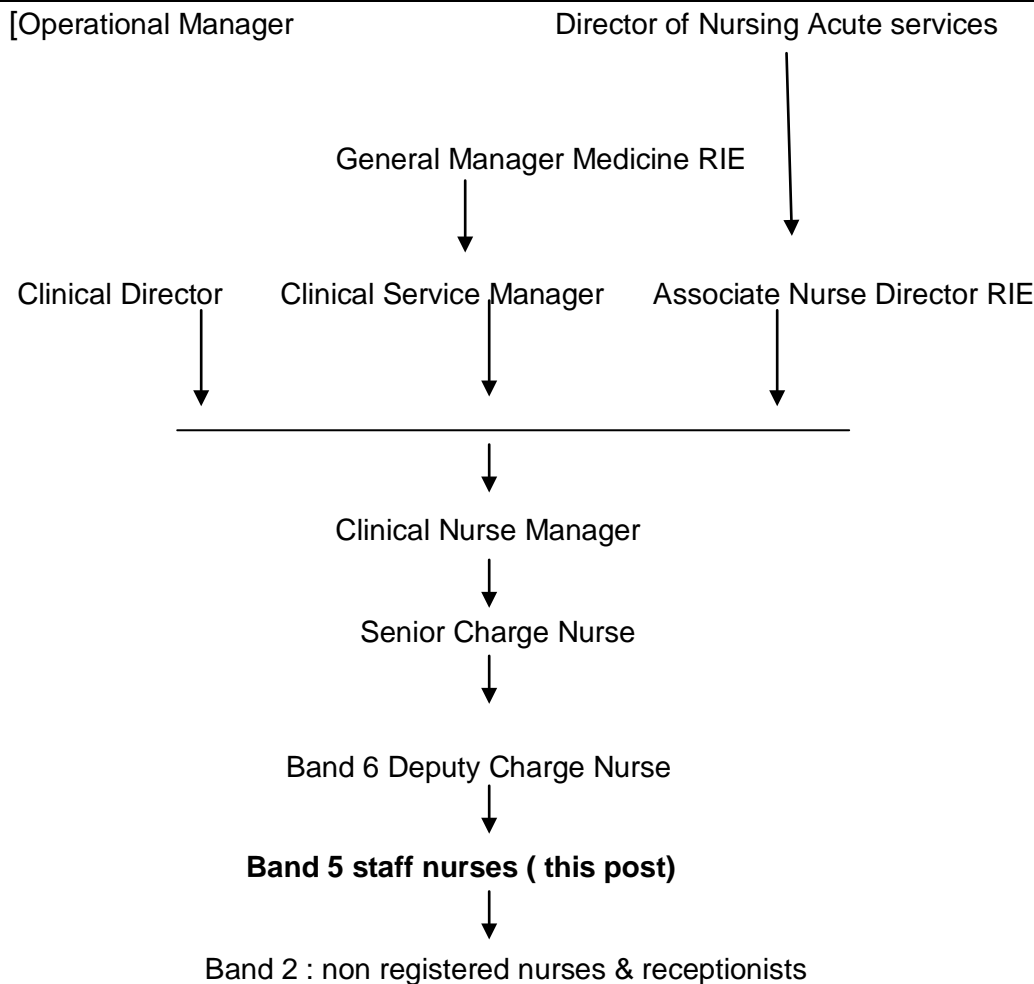 [Operational Manager Director of Nursing Acute services
General Manager Medicine RIE
Clinical Director Clinical Service Manager Associate Nurse Director RIE
Clinical Nurse Manager
Senior Charge Nurse
Band 6 Deputy Charge Nurse
Band 5 staff nurses ( this post)
Band 2 : non registered nurses & receptionists